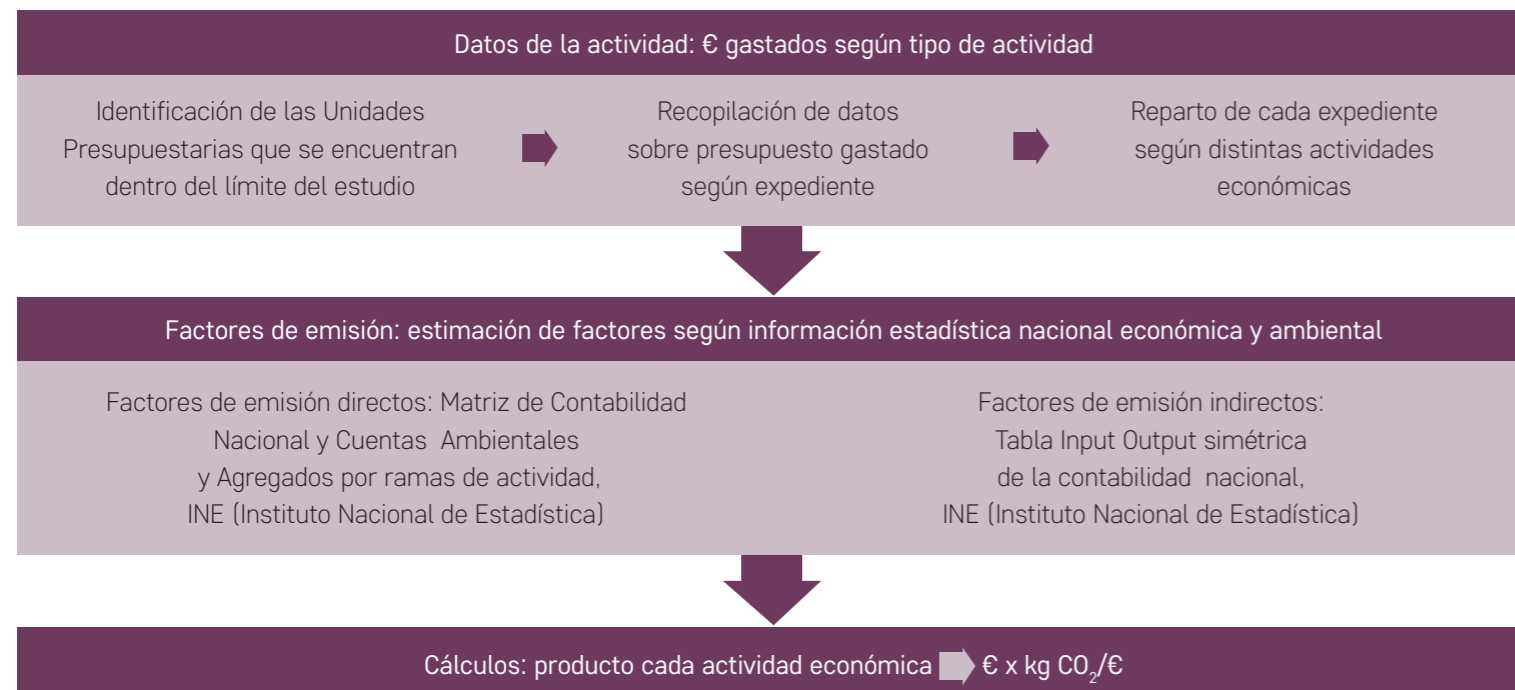 Datos de la actividad: € gastados según tipo de actividad
Identificación de las Unidades
Presupuestarias que se encuentran
dentro del límite del estudio
Recopilación de datos
sobre presupuesto gastado
según expediente
Reparto de cada expediente
según distintas actividades
económicas
Factores de emisión: estimación de factores según información estadística nacional económica y ambiental
Factores de emisión directos: Matriz de Contabilidad
Nacional y Cuentas Ambientales
y Agregados por ramas de actividad,
INE (Instituto Nacional de Estadística)
Factores de emisión indirectos:
Tabla Input Output simétrica
de la contabilidad nacional,
INE (Instituto Nacional de Estadística)
Cálculos: producto cada actividad económica € x kg CO₂/€